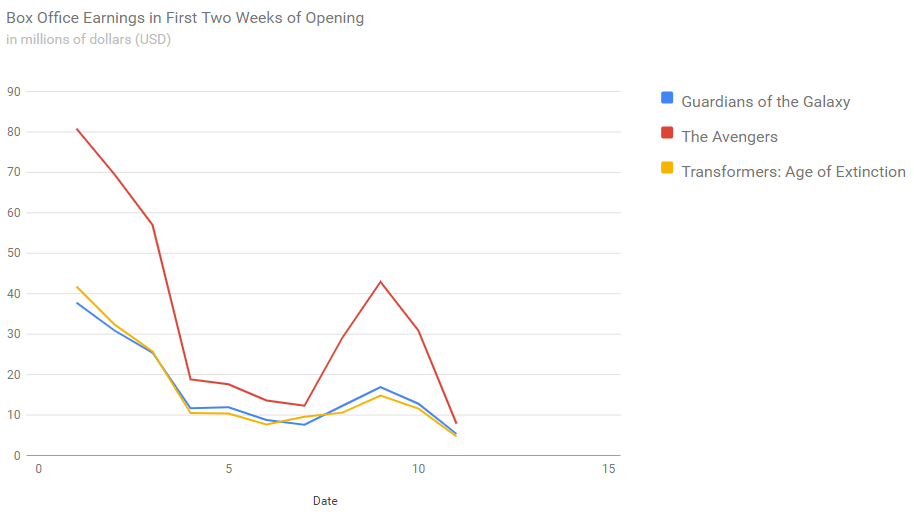 Box Office Earnings in First Two Weeks of Opening
in millions of dollars (USD)
90
80
70
60
50
40
30
20
10
0
0 5 10 15
Date
Guardians of the Galaxy
The Avengers
Transformers: Age of Extinction